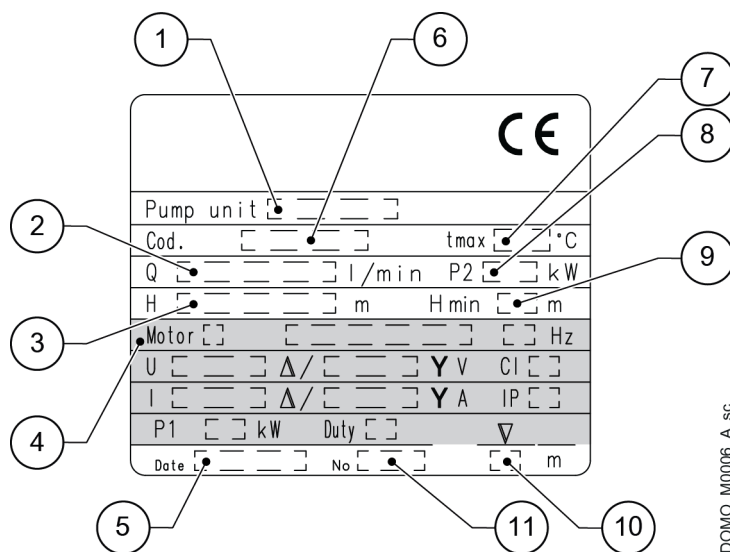 1
6
7
8
2
9
3
4
5
11
10
CE
Pump unit
Cod. tmax °C
Q l/min P2 kW
H m H min m
Motor Hz
U Δ/ Y V Cl
I Δ/ Y A IP
P1 kW Duty ∇
Date No m
DOMO_M0006_A_sc